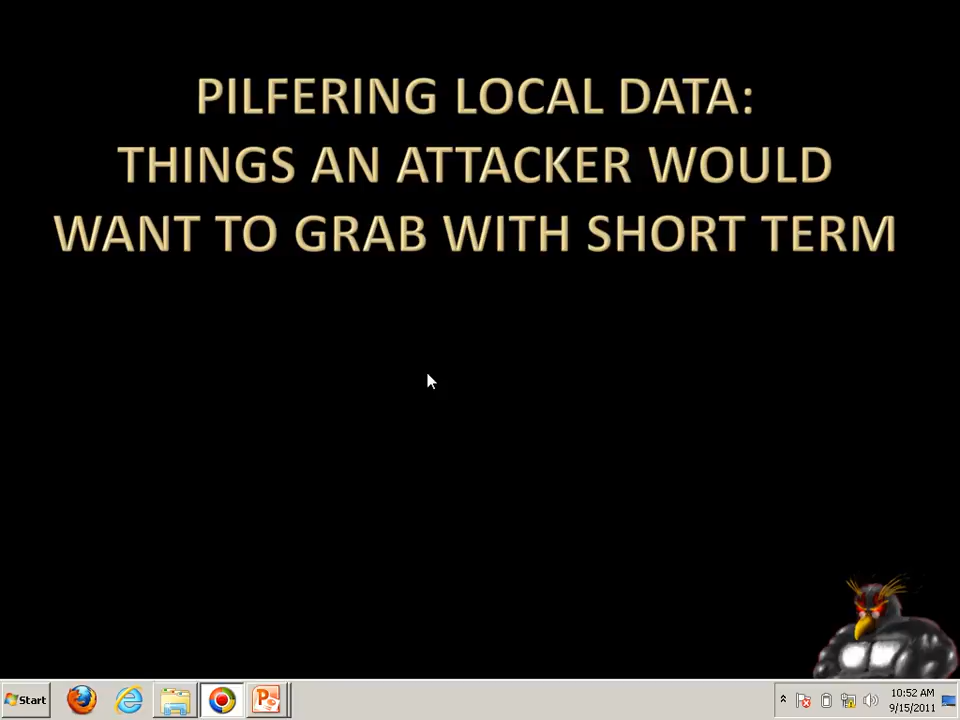 PILFERING LOCAL DATA:
THINGS AN ATTACKER WOULD
WANT TO GRAB WITH SHORT TERM
Start
10:52 AM
9/15/2011